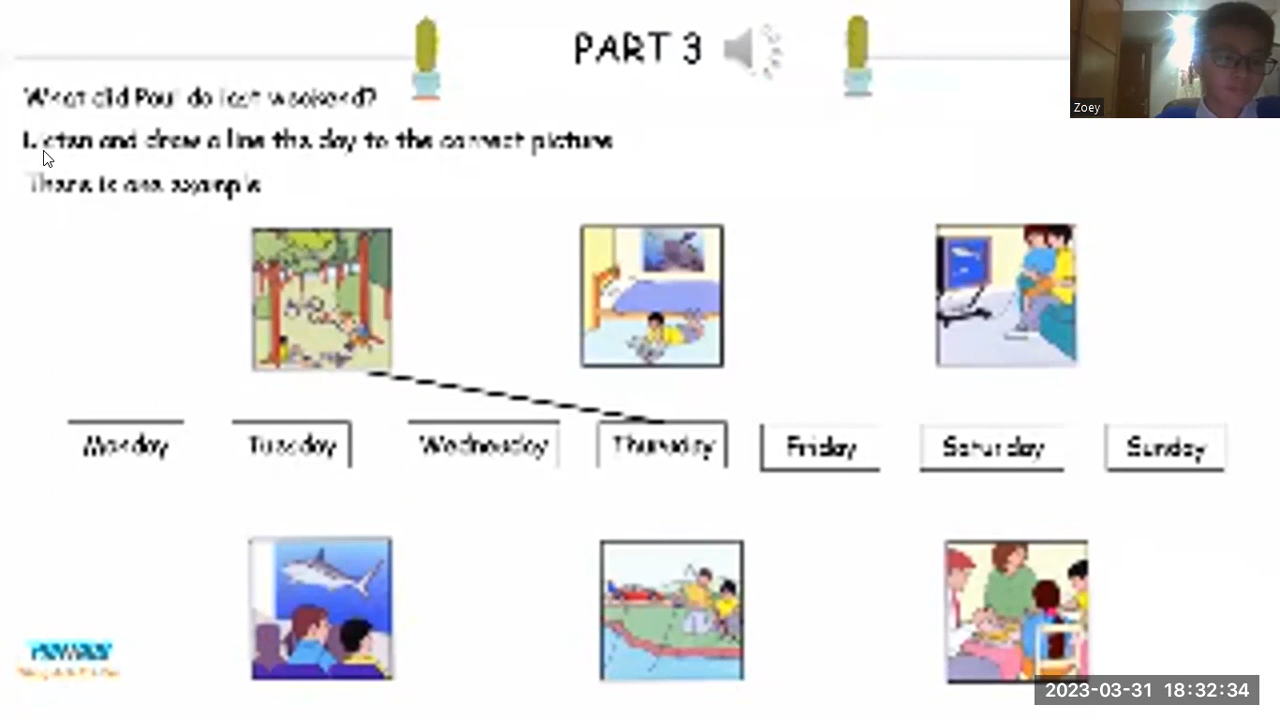 PART 3
Zoey
What did Paul do last weekend?
Listen and draw a line the day to the correct picture
There is one example
Monday
Tuesday
Wednesday
Thursday
Friday
Saturday
Sunday
2023-03-31 18:32:34